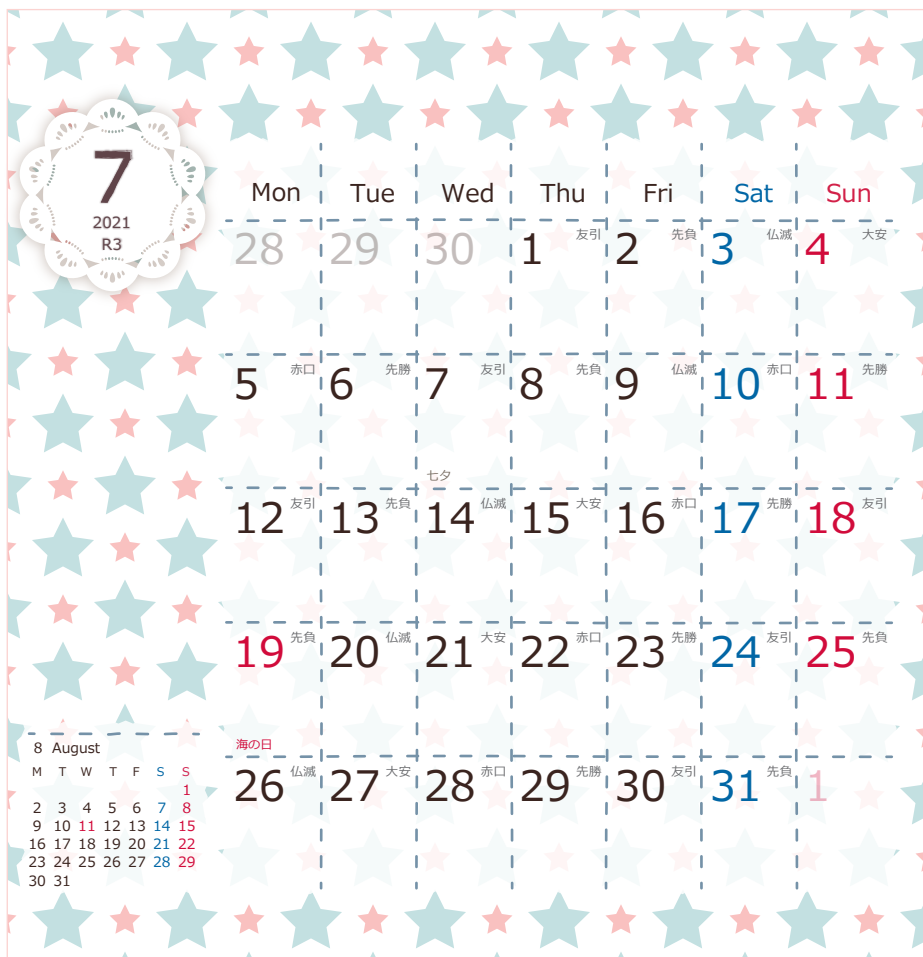 7
2021
R3
Mon Tue Wed Thu Fri Sat Sun
28 29 30 1 友引 2 先負 3 仏滅 4 大安
5 赤口 6 先勝 7 友引 8 先負 9 仏滅 10 赤口 11 先勝
七夕
12 友引 13 先負 14 仏滅 15 大安 16 赤口 17 先勝 18 友引
19 先負 20 仏滅 21 大安 22 赤口 23 先勝 24 友引 25 先負
海の日
26 仏滅 27 大安 28 赤口 29 先勝 30 友引 31 先負 1
8 August
M T W T F S S
1
2 3 4 5 6 7 8
9 10 11 12 13 14 15
16 17 18 19 20 21 22
23 24 25 26 27 28 29
30 31